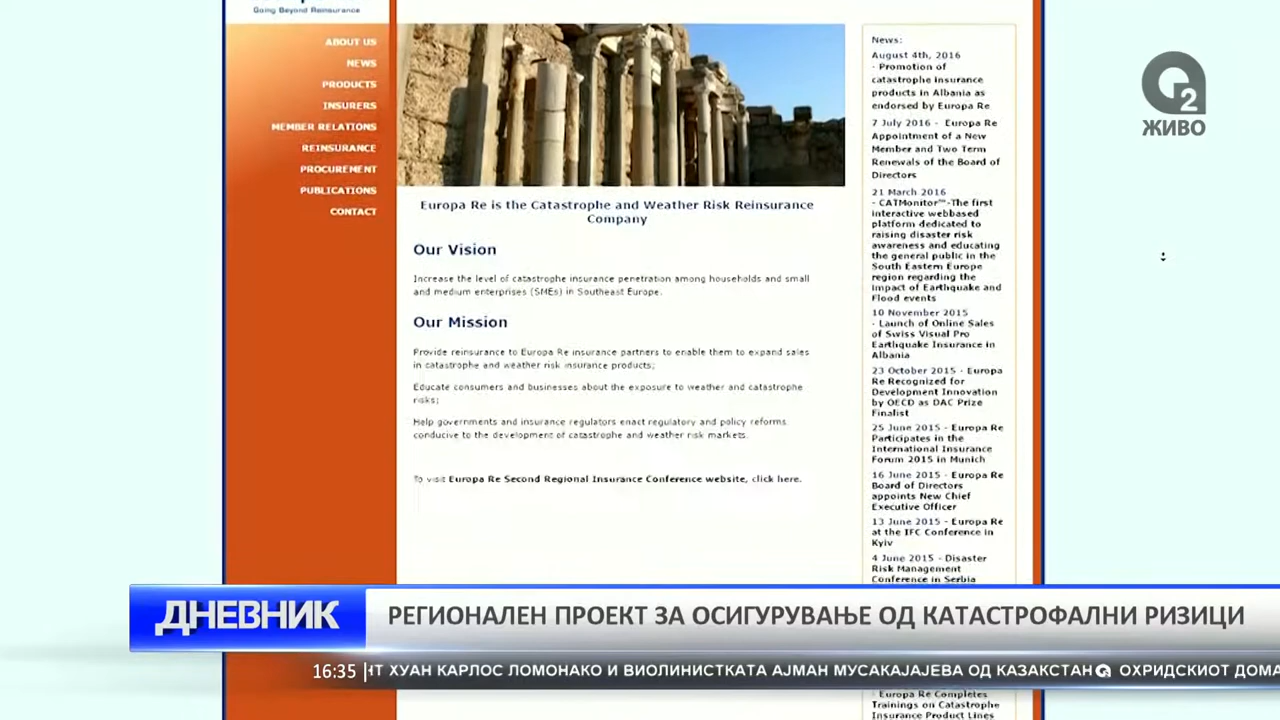 Going Beyond Reinsurance
ABOUT US
NEWS
PRODUCTS
INSURERS
MEMBER RELATIONS
REINSURANCE
PROCUREMENT
PUBLICATIONS
CONTACT
Europa Re is the Catastrophe and Weather Risk Reinsurance
Company
Our Vision
Increase the level of catastrophe insurance penetration among households and small
and medium enterprises (SMEs) in Southeast Europe.
Our Mission
Provide reinsurance to Europa Re insurance partners to enable them to expand sales
in catastrophe and weather risk insurance products;
Educate consumers and businesses about the exposure to weather and catastrophe
risks;
Help governments and insurance regulators enact regulatory and policy reforms
conducive to the development of catastrophe and weather risk markets.
To visit Europa Re Second Regional Insurance Conference website, click here.
News:
August 4th, 2016
- Promotion of
catastrophe insurance
products in Albania as
endorsed by Europa Re
7 July 2016 - Europa Re
Appointment of a New
Member and Two Term
Renewals of the Board of
Directors
21 March 2016
- CATMonitor™-The first
interactive webbased
platform dedicated to
raising disaster risk
awareness and educating
the general public in the
South Eastern Europe
region regarding the
impact of Earthquake and
Flood events
10 November 2015
- Launch of Online Sales
of Swiss Visual Pro
Earthquake Insurance in
Albania
23 October 2015 - Europa
Re Recognized for
Development Innovation
by OECD as DAC Prize
Finalist
25 June 2015 - Europa Re
Participates in the
International Insurance
Forum 2015 in Munich
16 June 2015 - Europa Re
Board of Directors
appoints New Chief
Executive Officer
13 June 2015 - Europa Re
at the IFC Conference in
Kyiv
4 June 2015 - Disaster
Risk Management
Conference in Serbia
Europa Re Completes
Trainings on Catastrophe
Insurance Product Lines
2
ЖИВО
ДНЕВНИК
РЕГИОНАЛЕН ПРОЕКТ ЗА ОСИГУРУВАЊЕ ОД КАТАСТРОФАЛНИ РИЗИЦИ
16:35 НТ ХУАН КАРЛОС ЛОМОНАКО И ВИОЛИНИСТКАТА АЈМАН МУСАКАЈАЈЕВА ОД КАЗАКСТАН ОХРИДСКИОТ ДОМА